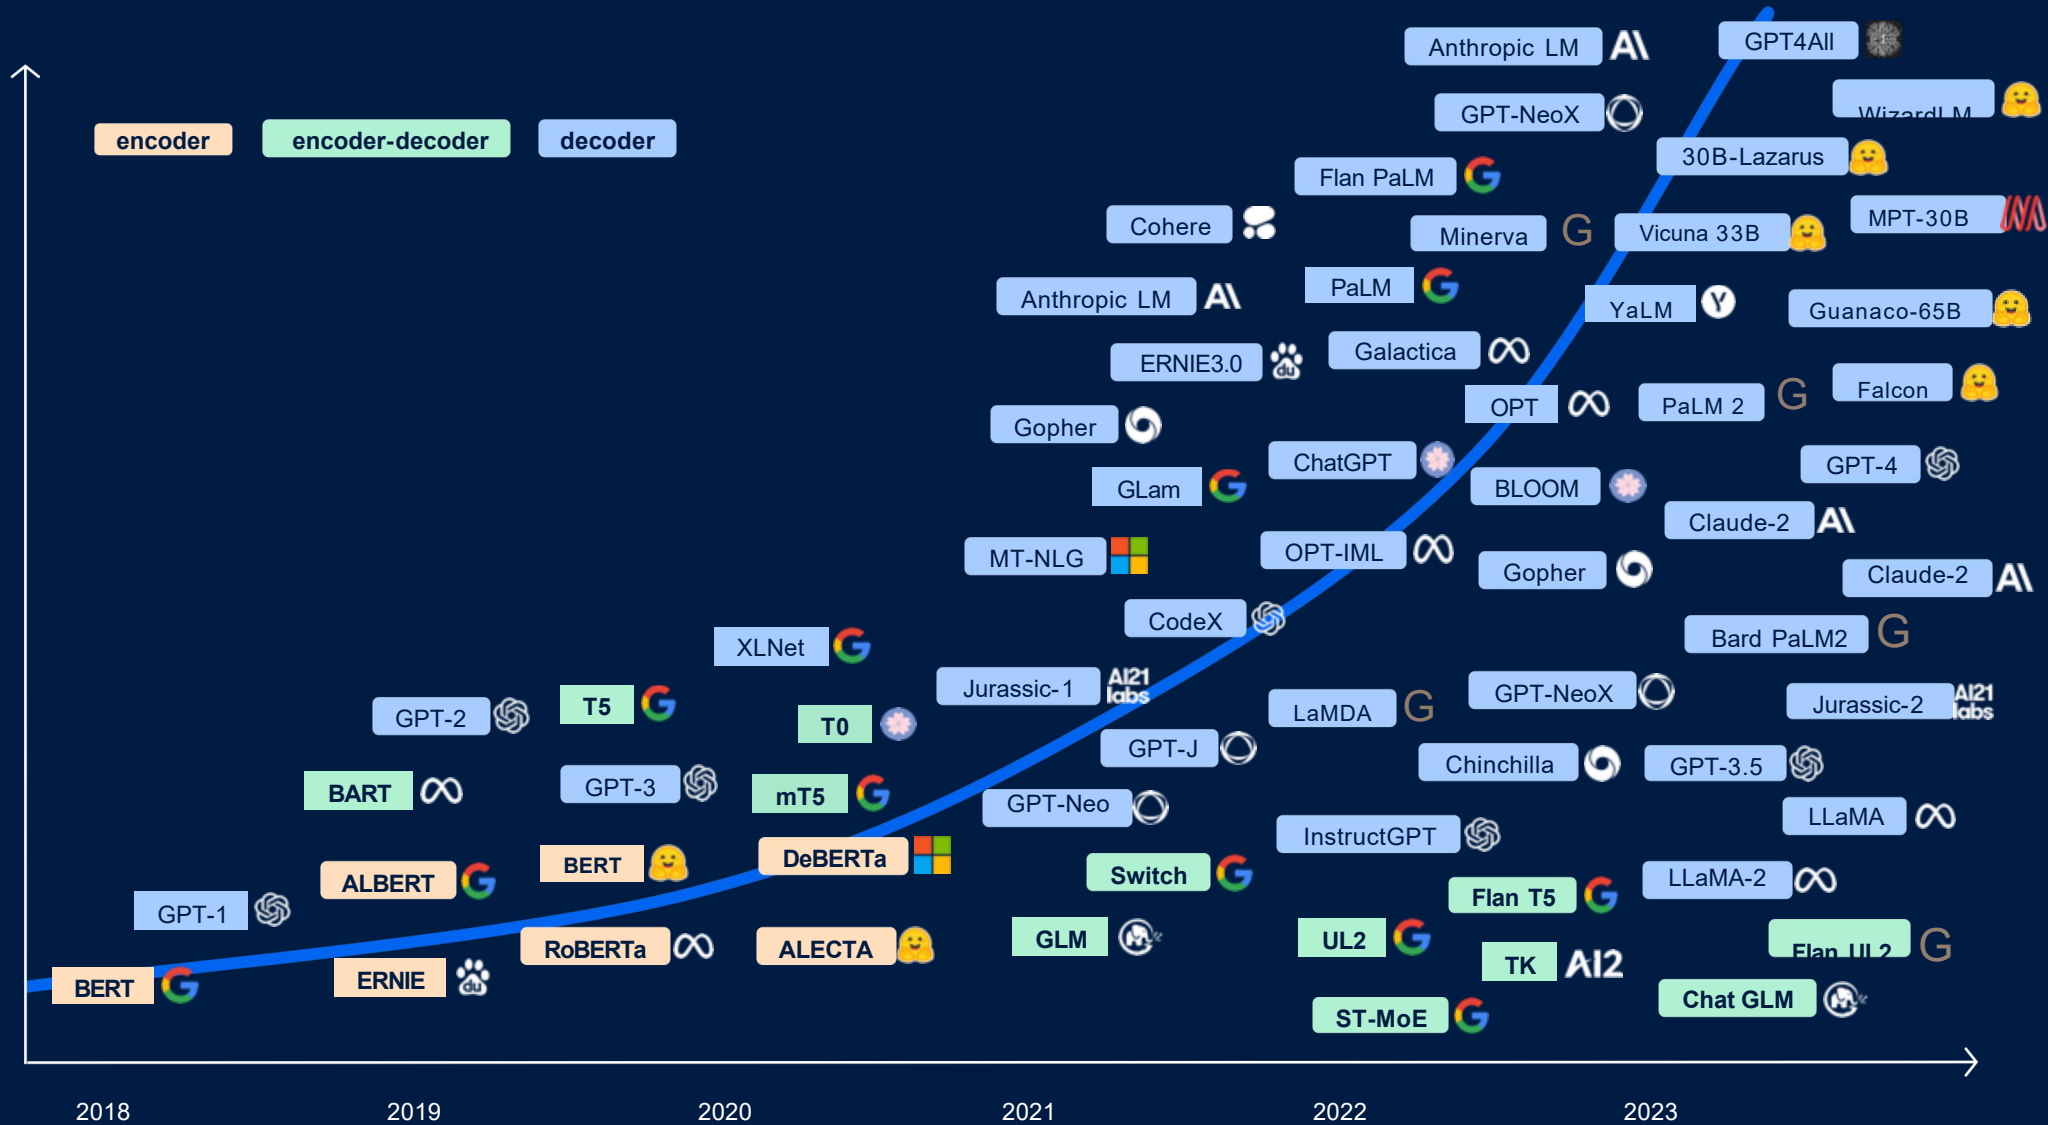 Anthropic LM
GPT4All
WizardLM
GPT-NeoX
encoder
encoder-decoder
decoder
30B-Lazarus
Flan PaLM
Cohere
Minerva
G
Vicuna 33B
MPT-30B
Anthropic LM
PaLM
YaLM
Guanaco-65B
ERNIE3.0
du
Galactica
OPT
PaLM 2
G
Falcon
Gopher
ChatGPT
GPT-4
GLam
BLOOM
Claude-2
MT-NLG
OPT-IML
Gopher
Claude-2
CodeX
Bard PaLM2
G
XLNet
Jurassic-1
AI21
labs
GPT-2
T5
T0
LaMDA
G
GPT-NeoX
Jurassic-2
AI21
labs
GPT-J
Chinchilla
GPT-3.5
BART
GPT-3
mT5
GPT-Neo
LLaMA
InstructGPT
BERT
DeBERTa
ALBERT
Switch
LLaMA-2
GPT-1
Flan T5
RoBERTa
ALECTA
GLM
UL2
Flan UL2
G
TK
AI2
BERT
ERNIE
du
Chat GLM
ST-MoE
2018
2019
2020
2021
2022
2023